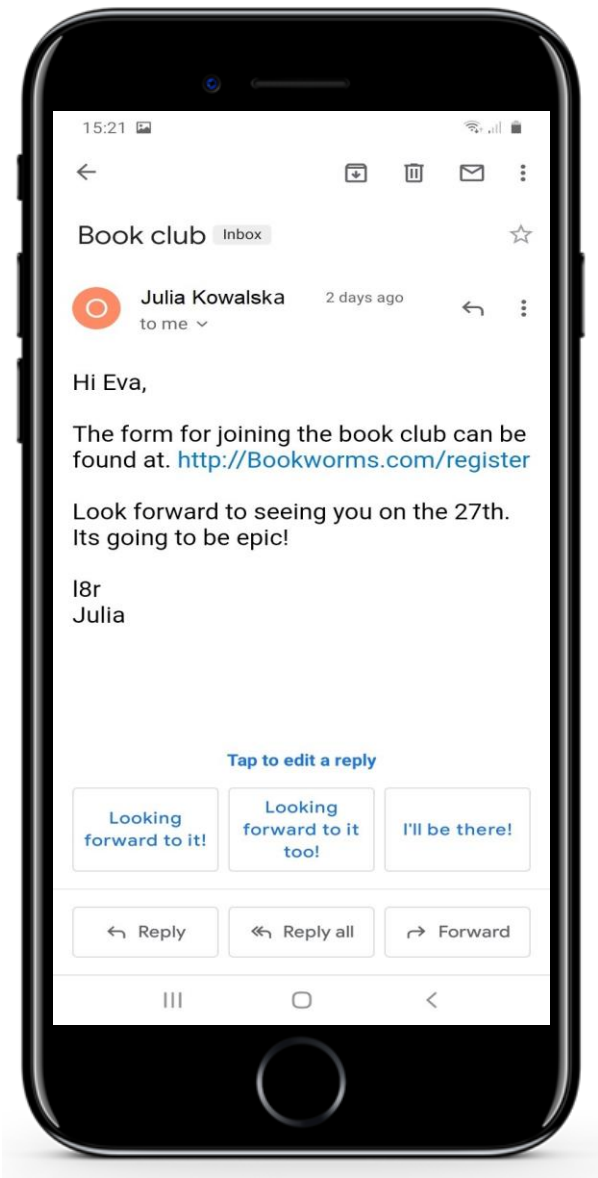 15:21
Book club Inbox
O Julia Kowalska 2 days ago
to me
Hi Eva,
The form for joining the book club can be
found at. http://Bookworms.com/register
Look forward to seeing you on the 27th.
Its going to be epic!
l8r
Julia
Tap to edit a reply
Looking
forward to it!
Looking
forward to it
too!
I'll be there!
Reply Reply all Forward